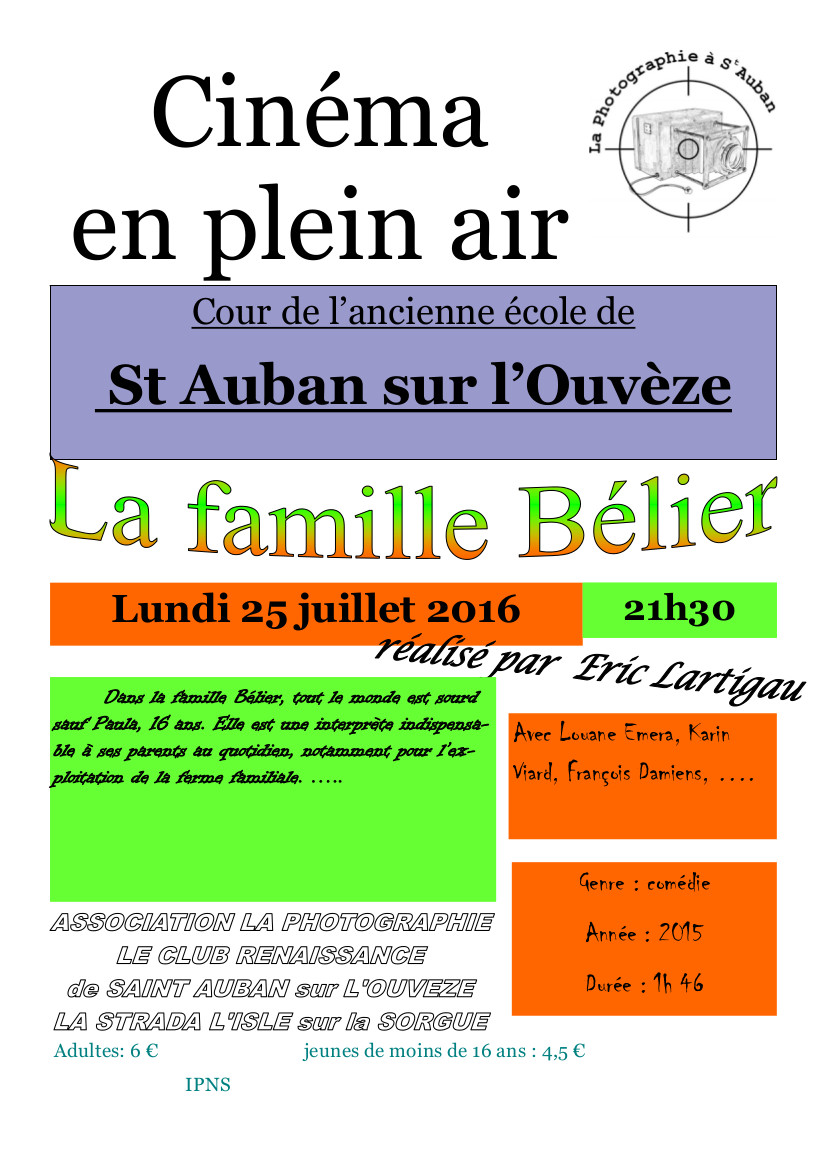 La Photographie à St Auban
Cinéma
en plein air
Cour de l’ancienne école de
St Auban sur l’Ouvèze
La famille Bélier
Lundi 25 juillet 2016
21h30
réalisé par Eric Lartigau
Dans la famille Bélier, tout le monde est sourd
sauf Paula, 16 ans. Elle est une interprète indispensa-
ble à ses parents au quotidien, notamment pour l’ex-
ploitation de la ferme familiale. .....
Avec Louane Emera, Karin
Viard, François Damiens, ....
Genre : comédie
Année : 2015
Durée : 1h 46
ASSOCIATION LA PHOTOGRAPHIE
LE CLUB RENAISSANCE
de SAINT AUBAN sur L'OUVEZE
LA STRADA L'ISLE sur la SORGUE
Adultes: 6 € jeunes de moins de 16 ans : 4,5 €
IPNS